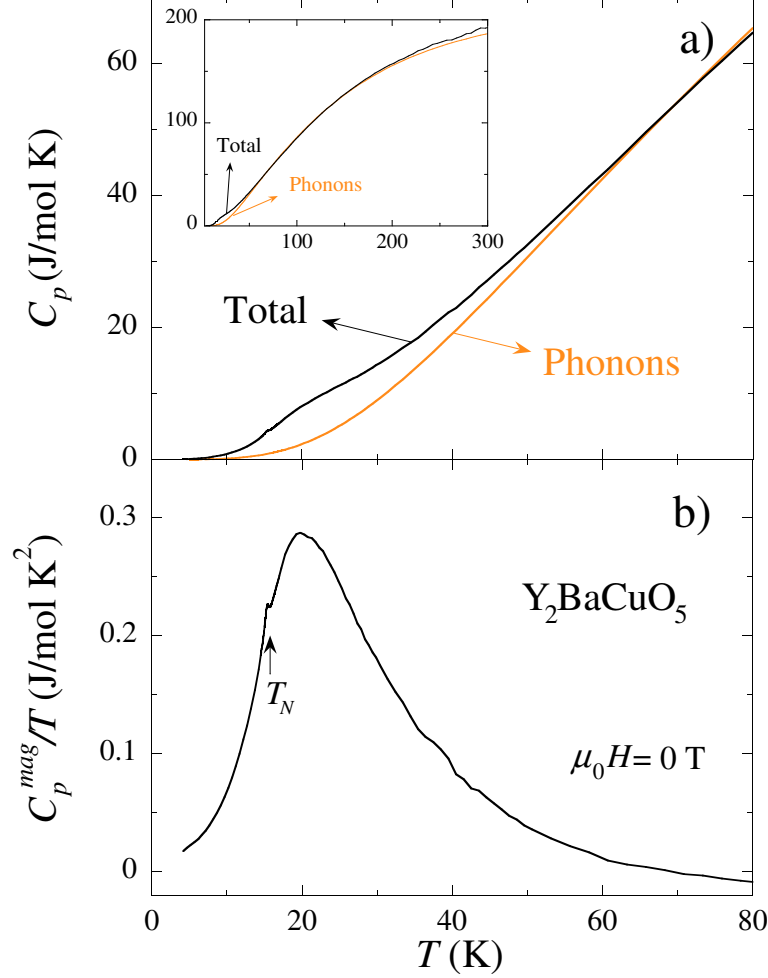 200
100
0
100
200
300
Total
Phonons
a)
60
40
20
0
C_p (J/mol K)
Total
Phonons
b)
0.3
0.2
0.1
0
C_p^{mag}/T (J/mol K²)
Y₂BaCuO₅
T_N
μ₀H= 0 T
0
20
40
60
80
T (K)